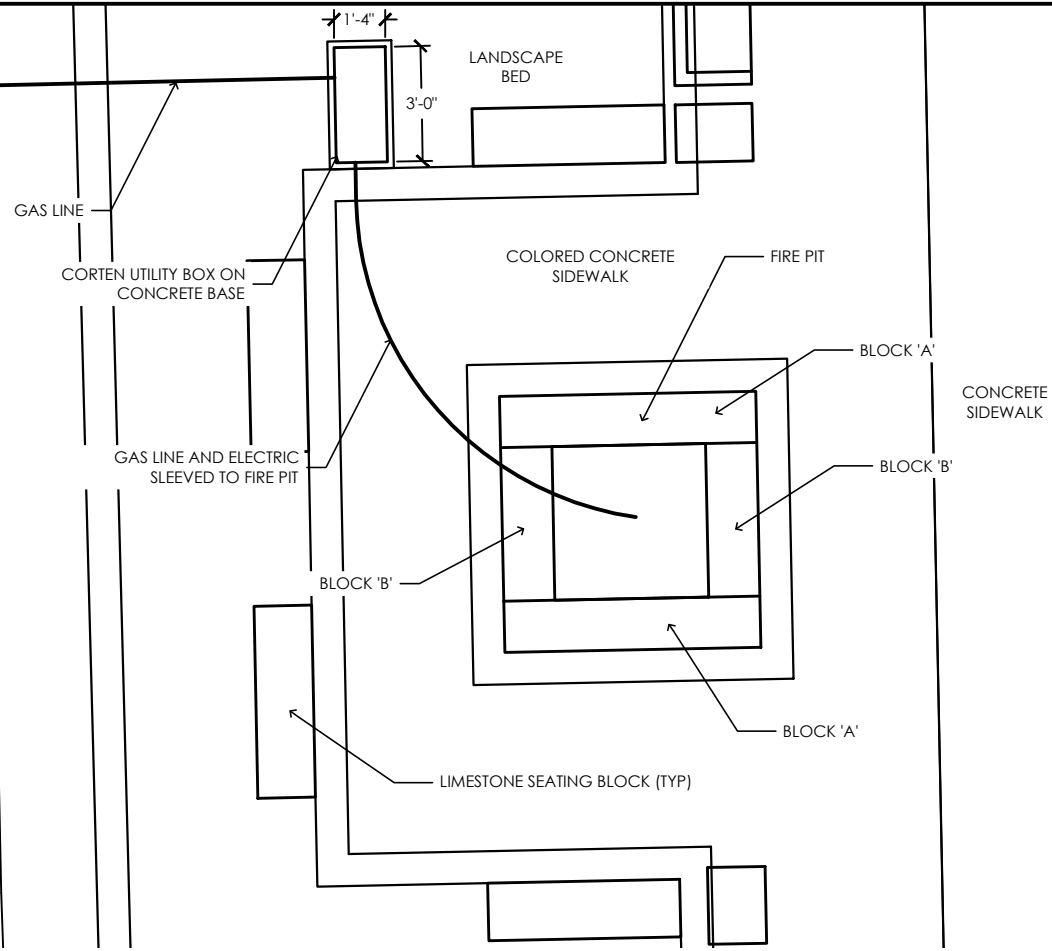 1'-4"
LANDSCAPE
BED
3'-0"
GAS LINE
COLORED CONCRETE
SIDEWALK
FIRE PIT
CORTEN UTILITY BOX ON
CONCRETE BASE
BLOCK 'A'
CONCRETE
SIDEWALK
GAS LINE AND ELECTRIC
SLEEVED TO FIRE PIT
BLOCK 'B'
BLOCK 'B'
BLOCK 'A'
LIMESTONE SEATING BLOCK (TYP)